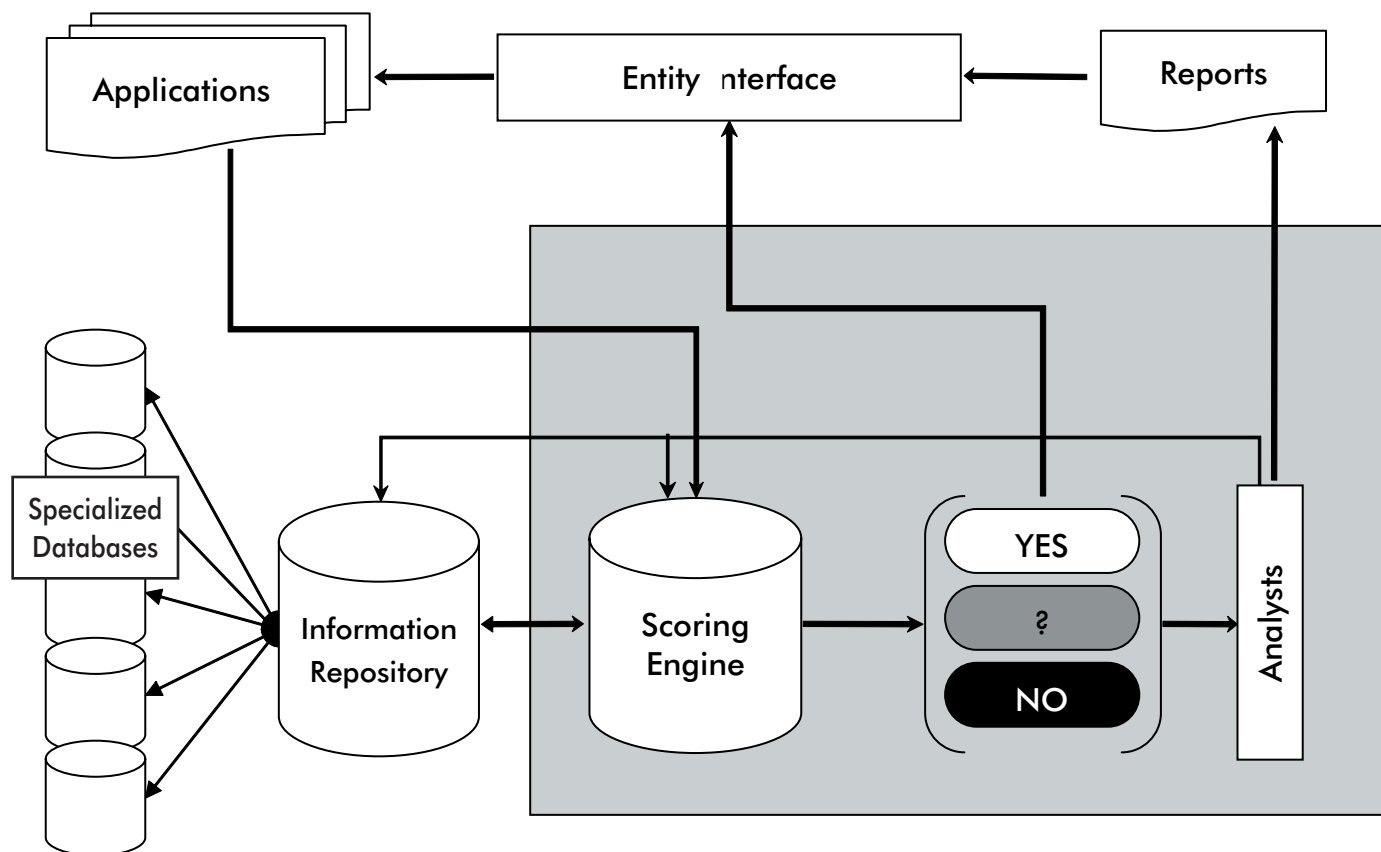 Applications
Entity nterface
Reports
Specialized
Databases
Information
Repository
Scoring
Engine
YES
?
NO
Analysts